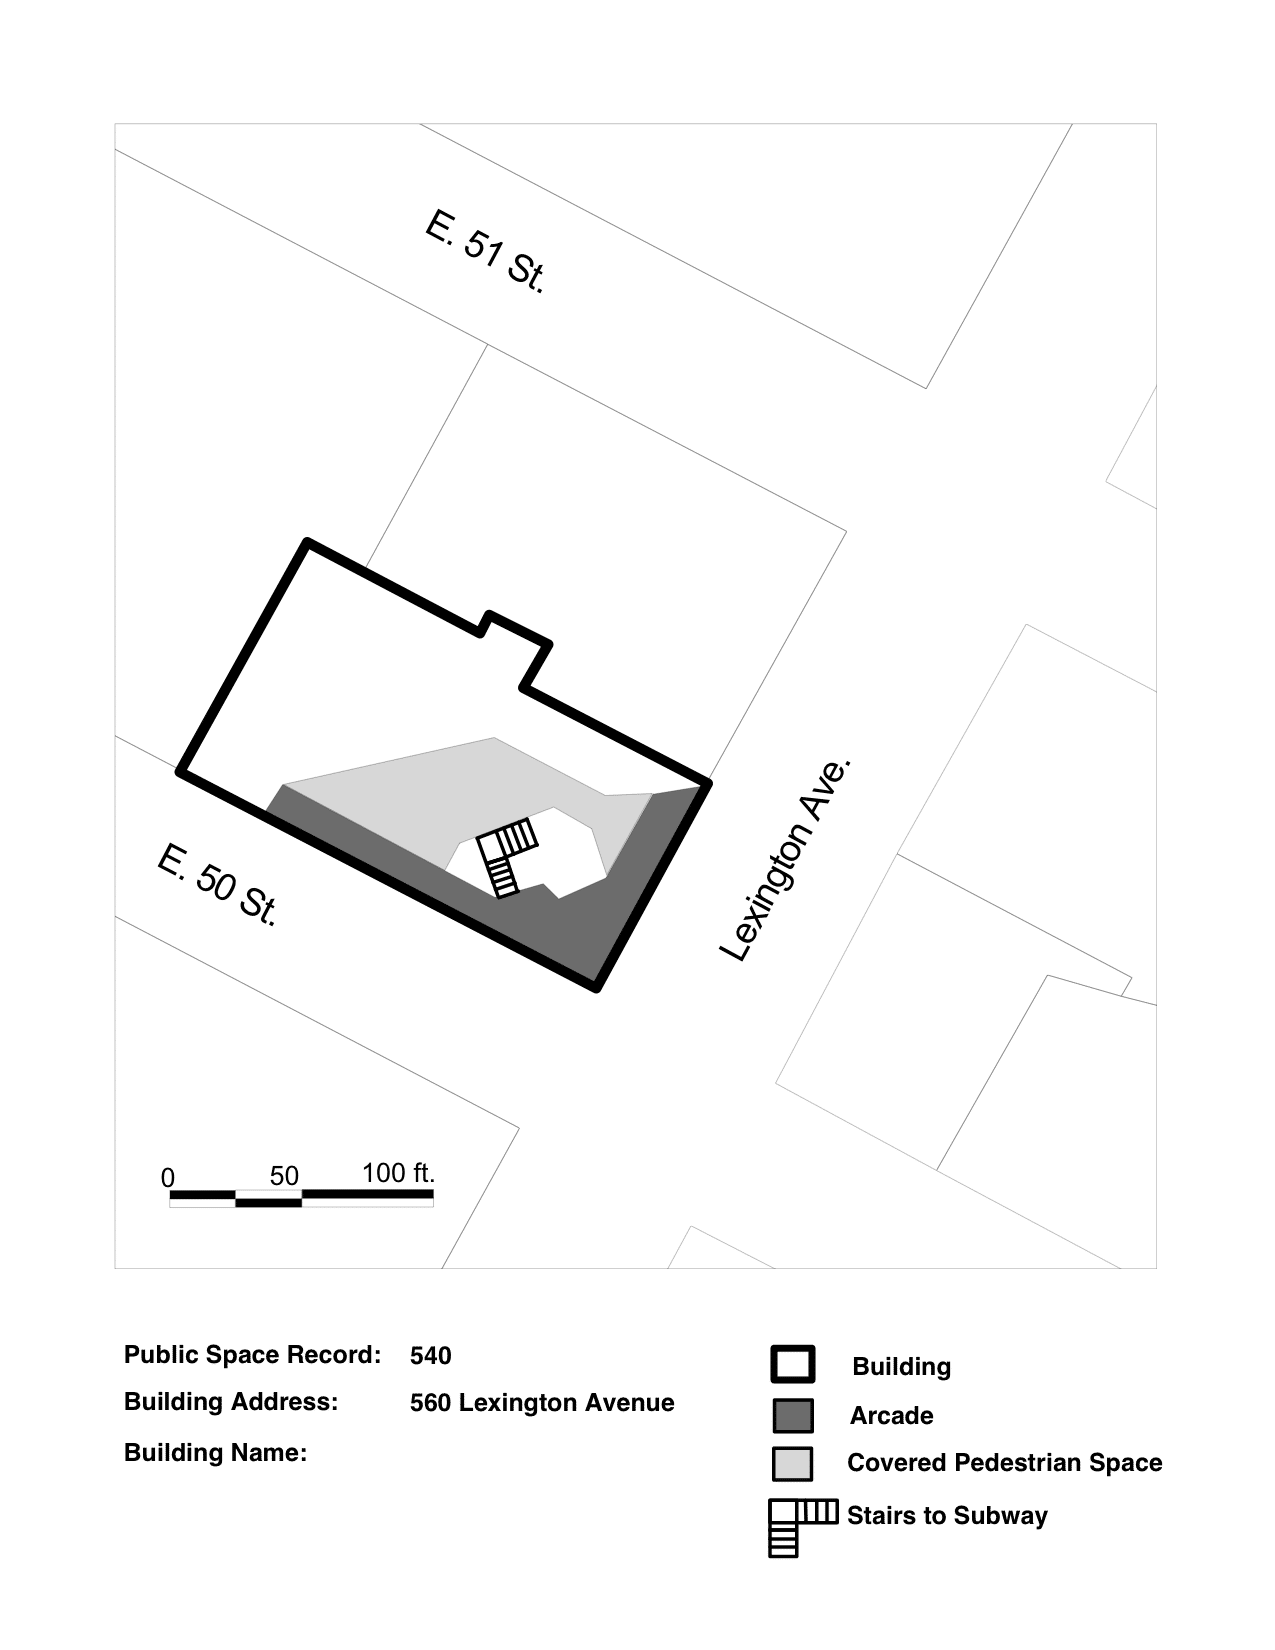 E. 51 St.
Lexington Ave.
E. 50 St.
0 50 100 ft.
Public Space Record: 540
Building Address: 560 Lexington Avenue
Building Name:
Building
Arcade
Covered Pedestrian Space
Stairs to Subway